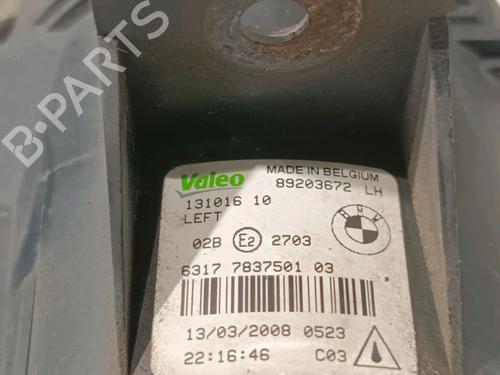 B-PARTS
Valeo MADE IN BELGIUM
89203672 LH
131016 10
LEFT
02B E2 2703
6317 7837501 03
13/03/2008 0523
22:16:46 C03